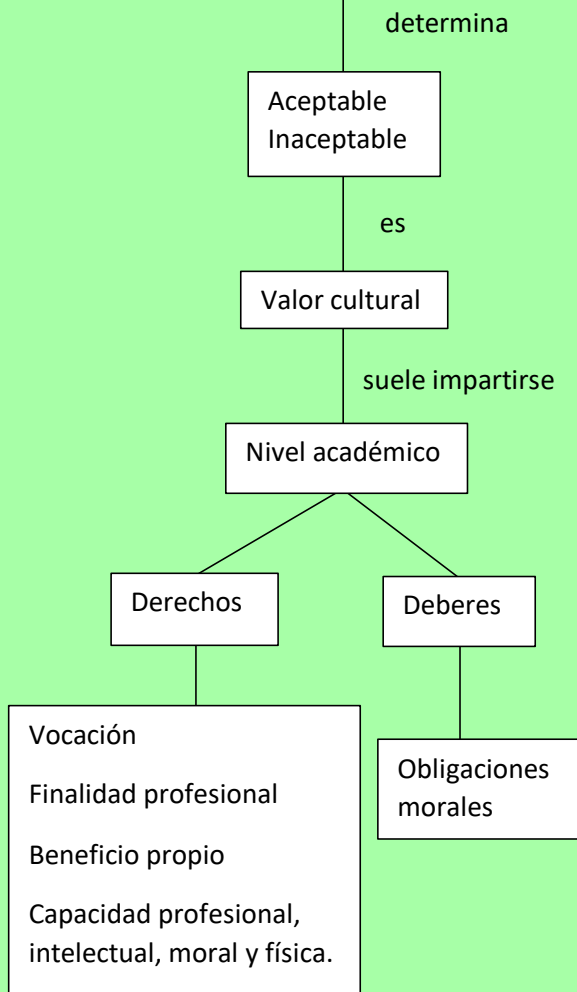 determina
Aceptable
Inaceptable
es
Valor cultural
suele impartirse
Nivel académico
Derechos
Deberes
Vocación
Finalidad profesional
Beneficio propio
Capacidad profesional,
intelectual, moral y física.
Obligaciones
morales